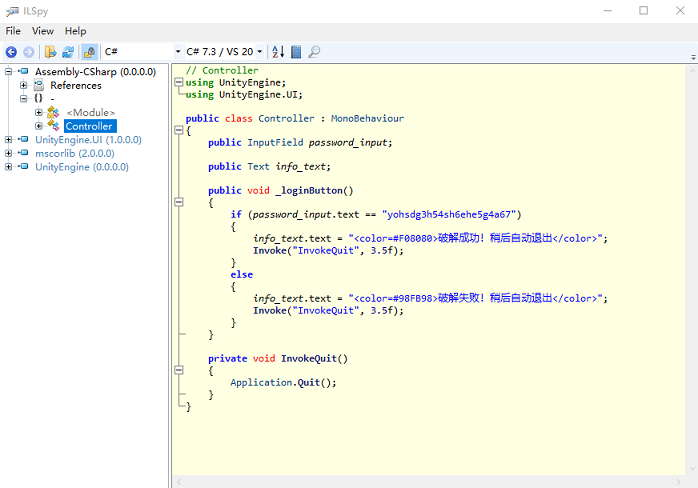 ILSpy
File View Help
C# C# 7.3 / VS 20
Assembly-CSharp (0.0.0.0)
References
{} -
<Module>
Controller
UnityEngine.UI (1.0.0.0)
mscorlib (2.0.0.0)
UnityEngine (0.0.0.0)
// Controller
using UnityEngine;
using UnityEngine.UI;
public class Controller : MonoBehaviour
{
public InputField password_input;
public Text info_text;
public void _loginButton()
{
if (password_input.text == "yohsdg3h54sh6ehe5g4a67")
{
info_text.text = "<color=#F08080>破解成功! 稍后自动退出</color>";
Invoke("InvokeQuit", 3.5f);
}
else
{
info_text.text = "<color=#98FB98>破解失败! 稍后自动退出</color>";
Invoke("InvokeQuit", 3.5f);
}
}
private void InvokeQuit()
{
Application.Quit();
}
}